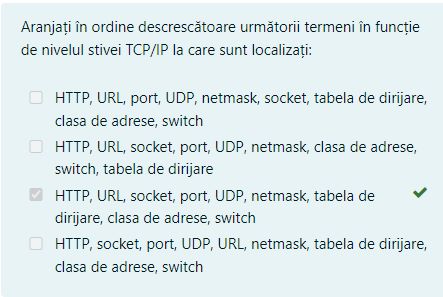 Aranjați în ordine descrescătoare următorii termeni în funcție
de nivelul stivei TCP/IP la care sunt localizați:
HTTP, URL, port, UDP, netmask, socket, tabela de dirijare,
clasa de adrese, switch
HTTP, URL, socket, port, UDP, netmask, clasa de adrese,
switch, tabela de dirijare
HTTP, URL, socket, port, UDP, netmask, tabela de
dirijare, clasa de adrese, switch
HTTP, socket, port, UDP, URL, netmask, tabela de dirijare,
clasa de adrese, switch